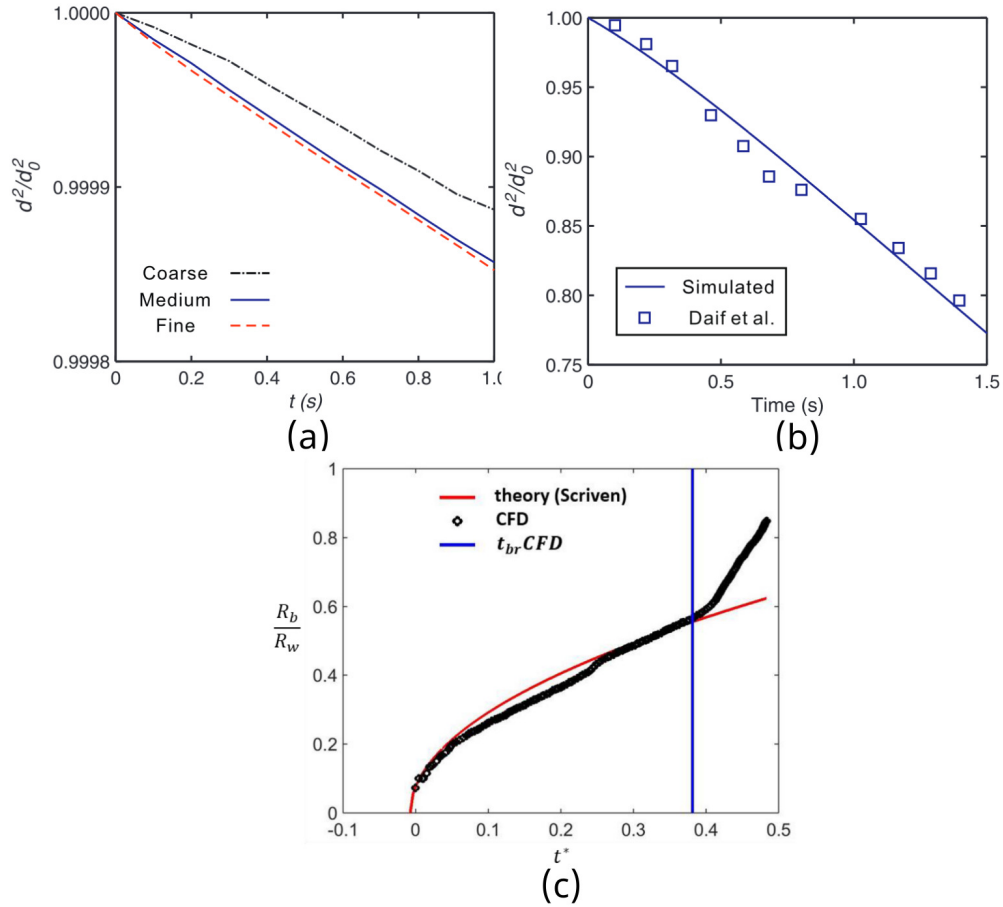 1.0000
0.9999
0.9998
d²/d₀²
Coarse
Medium
Fine
0 0.2 0.4 0.6 0.8 1.0
t (s)
(a)
1.00
0.95
0.90
0.85
0.80
0.75
d²/d₀²
Simulated
Daif et al.
0 0.5 1.0 1.5
Time (s)
(b)
1
0.8
0.6
0.4
0.2
0
R_b/R_w
theory (Scriven)
CFD
t_br CFD
-0.1 0 0.1 0.2 0.3 0.4 0.5
t*
(c)